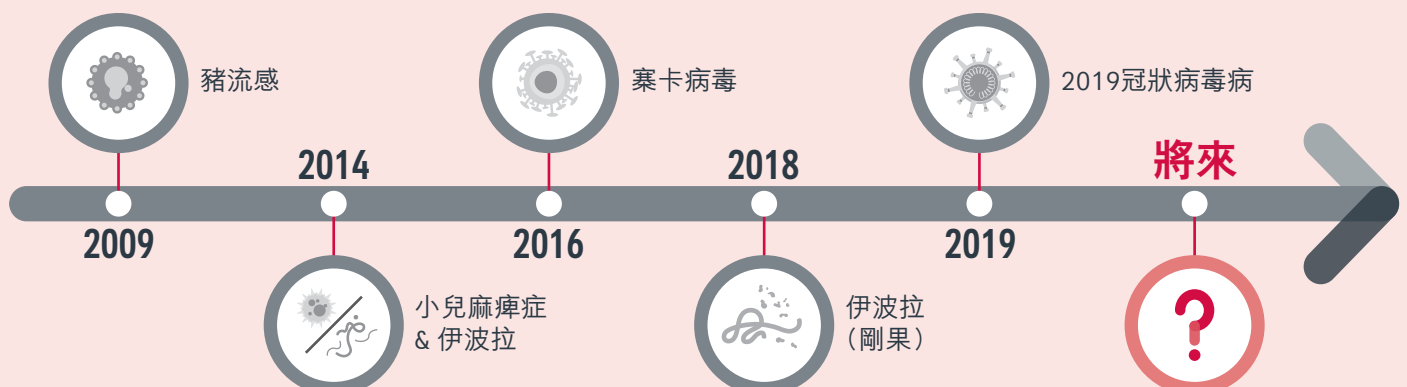 豬流感
2009
2014
小兒麻痺症
& 伊波拉
寨卡病毒
2016
2018
伊波拉
（剛果）
2019冠狀病毒病
2019
將來
?